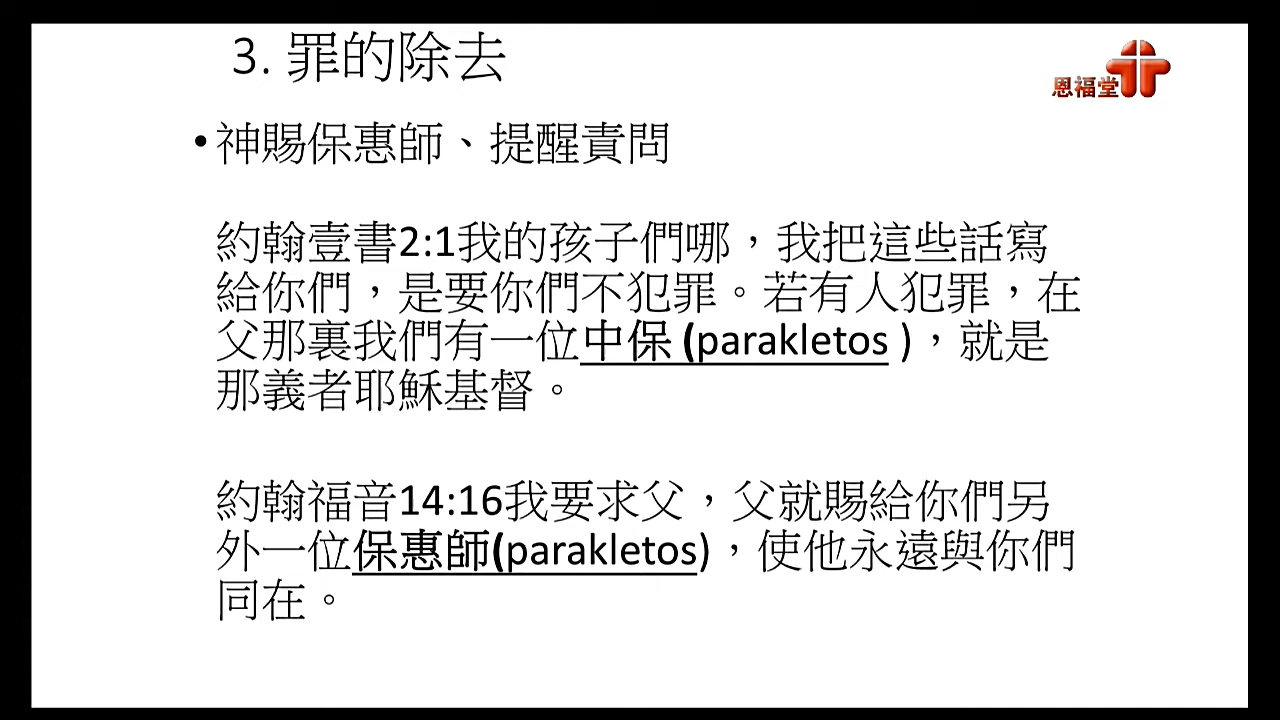 3. 罪的除去
恩福堂
•神賜保惠師、提醒責問
約翰壹書2:1我的孩子們哪，我把這些話寫
給你們，是要你們不犯罪。若有人犯罪，在
父那裏我們有一位中保 (parakletos )，就是
那義者耶穌基督。
約翰福音14:16我要求父，父就賜給你們另
外一位保惠師(parakletos)，使他永遠與你們
同在。